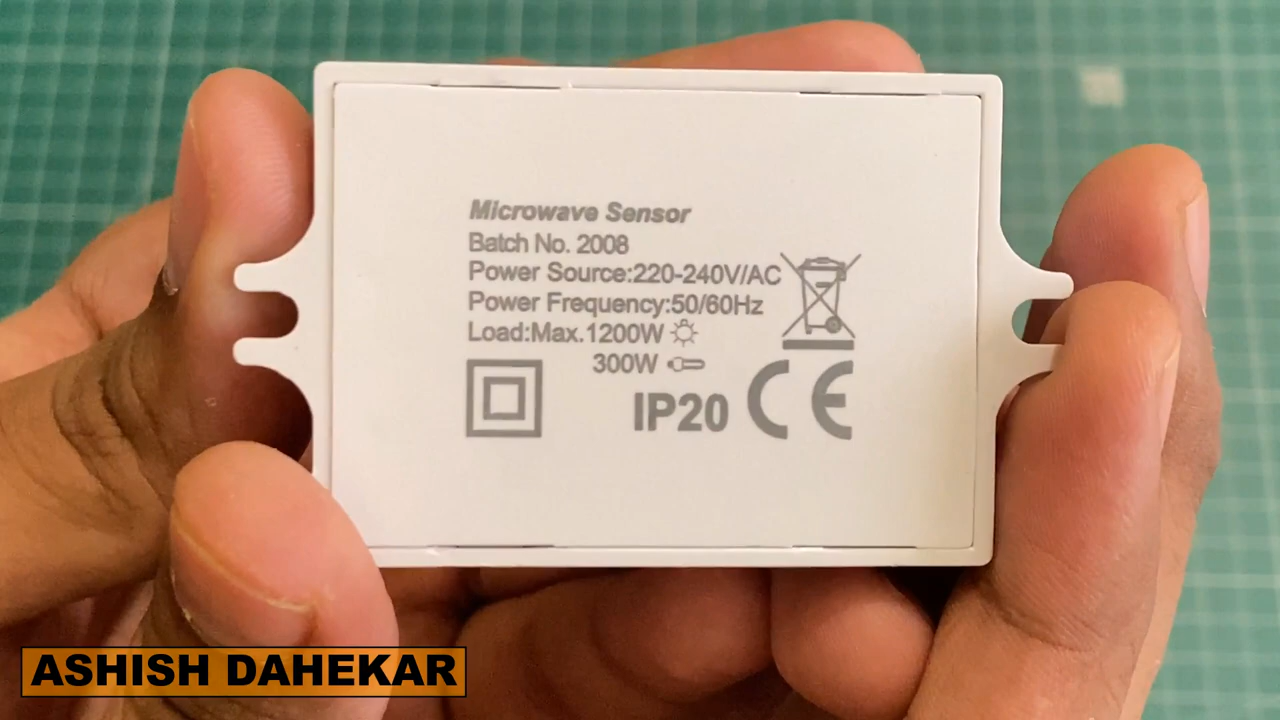 Microwave Sensor
Batch No. 2008
Power Source:220-240V/AC
Power Frequency:50/60Hz
Load:Max.1200W
300W
IP20 CE
ASHISH DAHEKAR